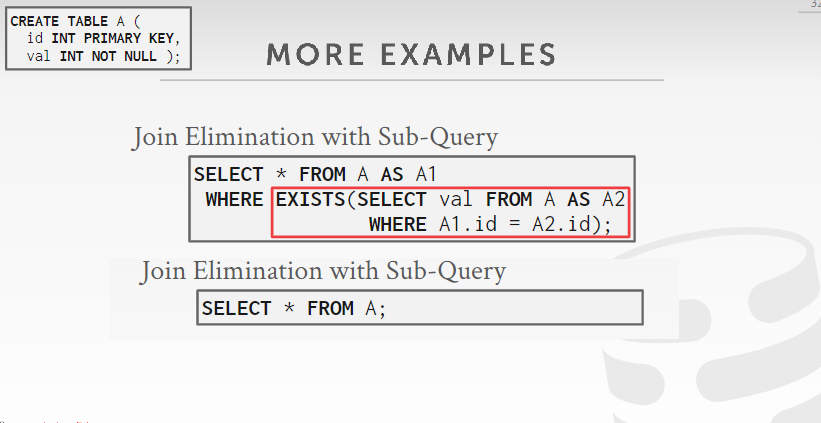 32
CREATE TABLE A (
id INT PRIMARY KEY,
val INT NOT NULL );
MORE EXAMPLES
Join Elimination with Sub-Query
SELECT * FROM A AS A1
WHERE EXISTS(SELECT val FROM A AS A2
WHERE A1.id = A2.id);
Join Elimination with Sub-Query
SELECT * FROM A;